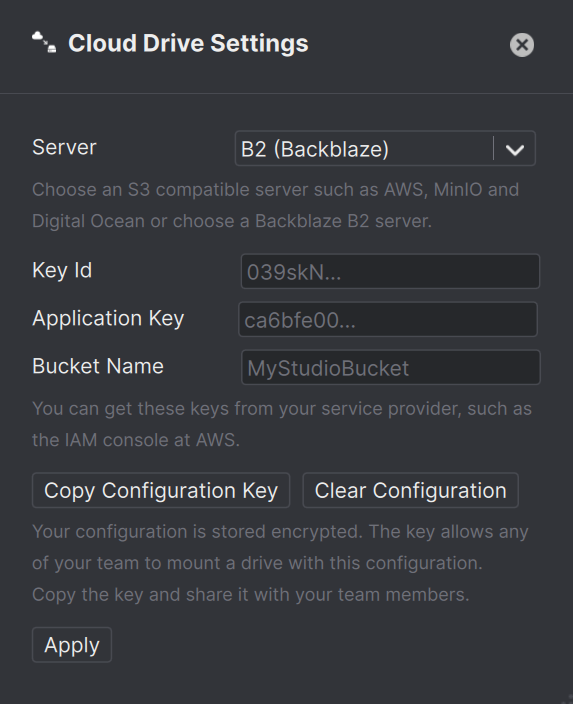 Cloud Drive Settings
Server
B2 (Backblaze)
Choose an S3 compatible server such as AWS, MinIO and
Digital Ocean or choose a Backblaze B2 server.
Key Id
039skN...
Application Key
ca6bfe00...
Bucket Name
MyStudioBucket
You can get these keys from your service provider, such as
the IAM console at AWS.
Copy Configuration Key
Clear Configuration
Your configuration is stored encrypted. The key allows any
of your team to mount a drive with this configuration.
Copy the key and share it with your team members.
Apply